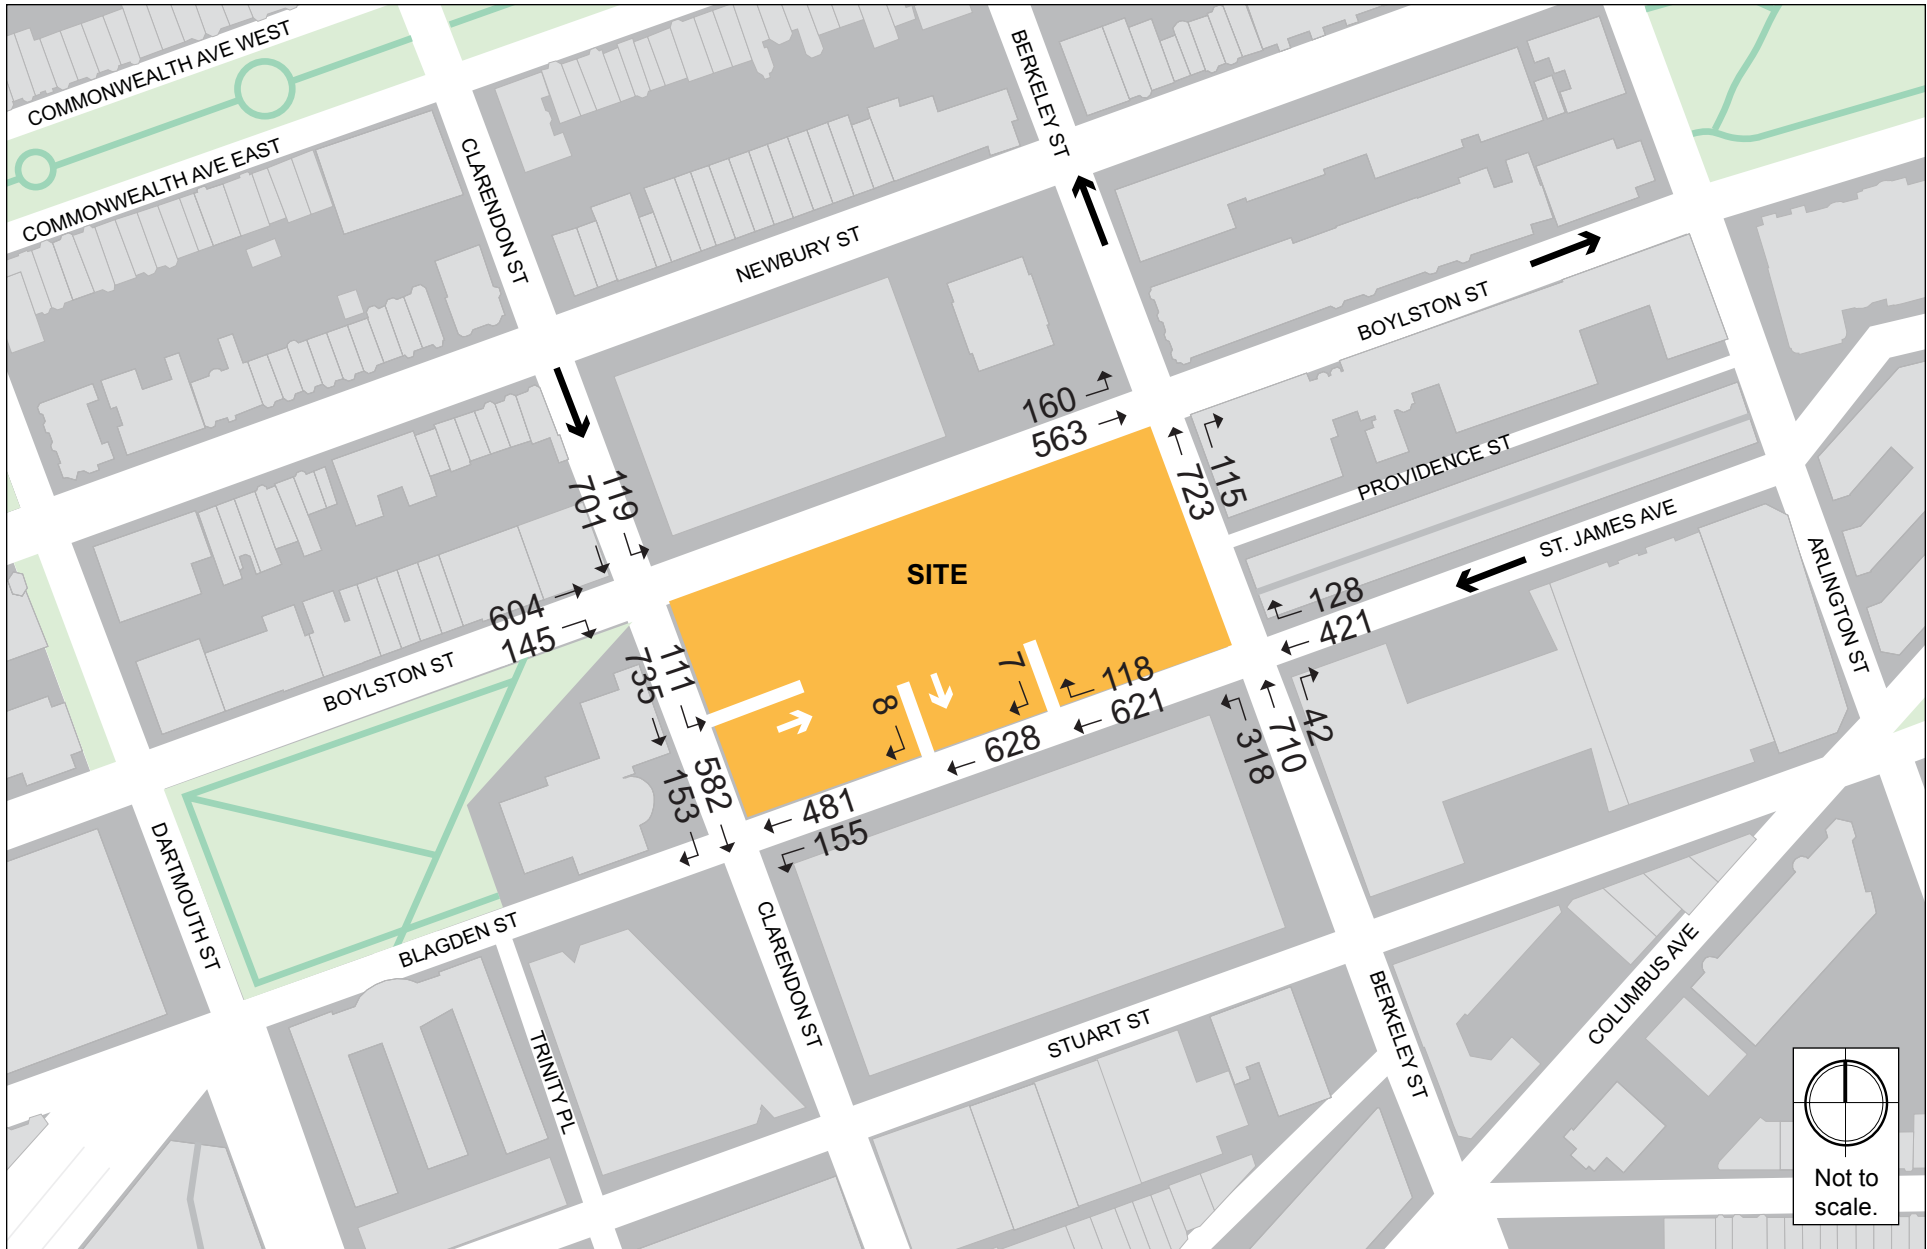 COMMONWEALTH AVE WEST
COMMONWEALTH AVE EAST
CLARENDON ST
BERKELEY ST
NEWBURY ST
BOYLSTON ST
PROVIDENCE ST
ST. JAMES AVE
ARLINGTON ST
160
563
115
723
119
701
604
145
SITE
128
421
BOYLSTON ST
111
735
7
8
118
621
628
42
710
318
582
153
481
155
DARTMOUTH ST
BLAGDEN ST
CLARENDON ST
TRINITY PL
STUART ST
BERKELEY ST
COLUMBUS AVE
Not to
scale.